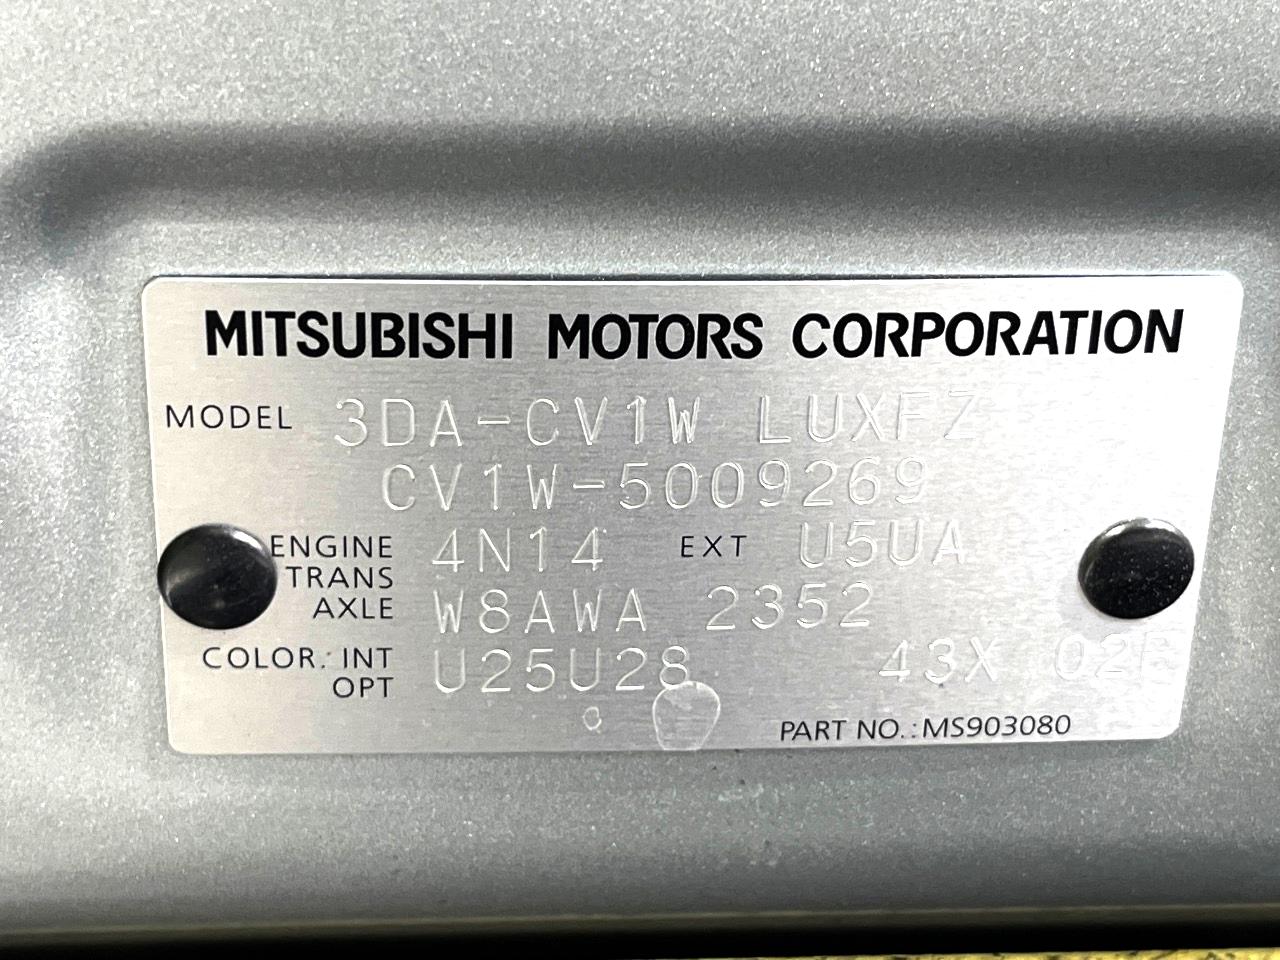 MITSUBISHI MOTORS CORPORATION
MODEL 3DA-CV1W LUXFZ
CV1W-5009269
ENGINE 4N14 EXT U5UA
TRANS
AXLE W8AWA 2352
COLOR. INT U25U28 43X 02F
OPT
PART NO.:MS903080